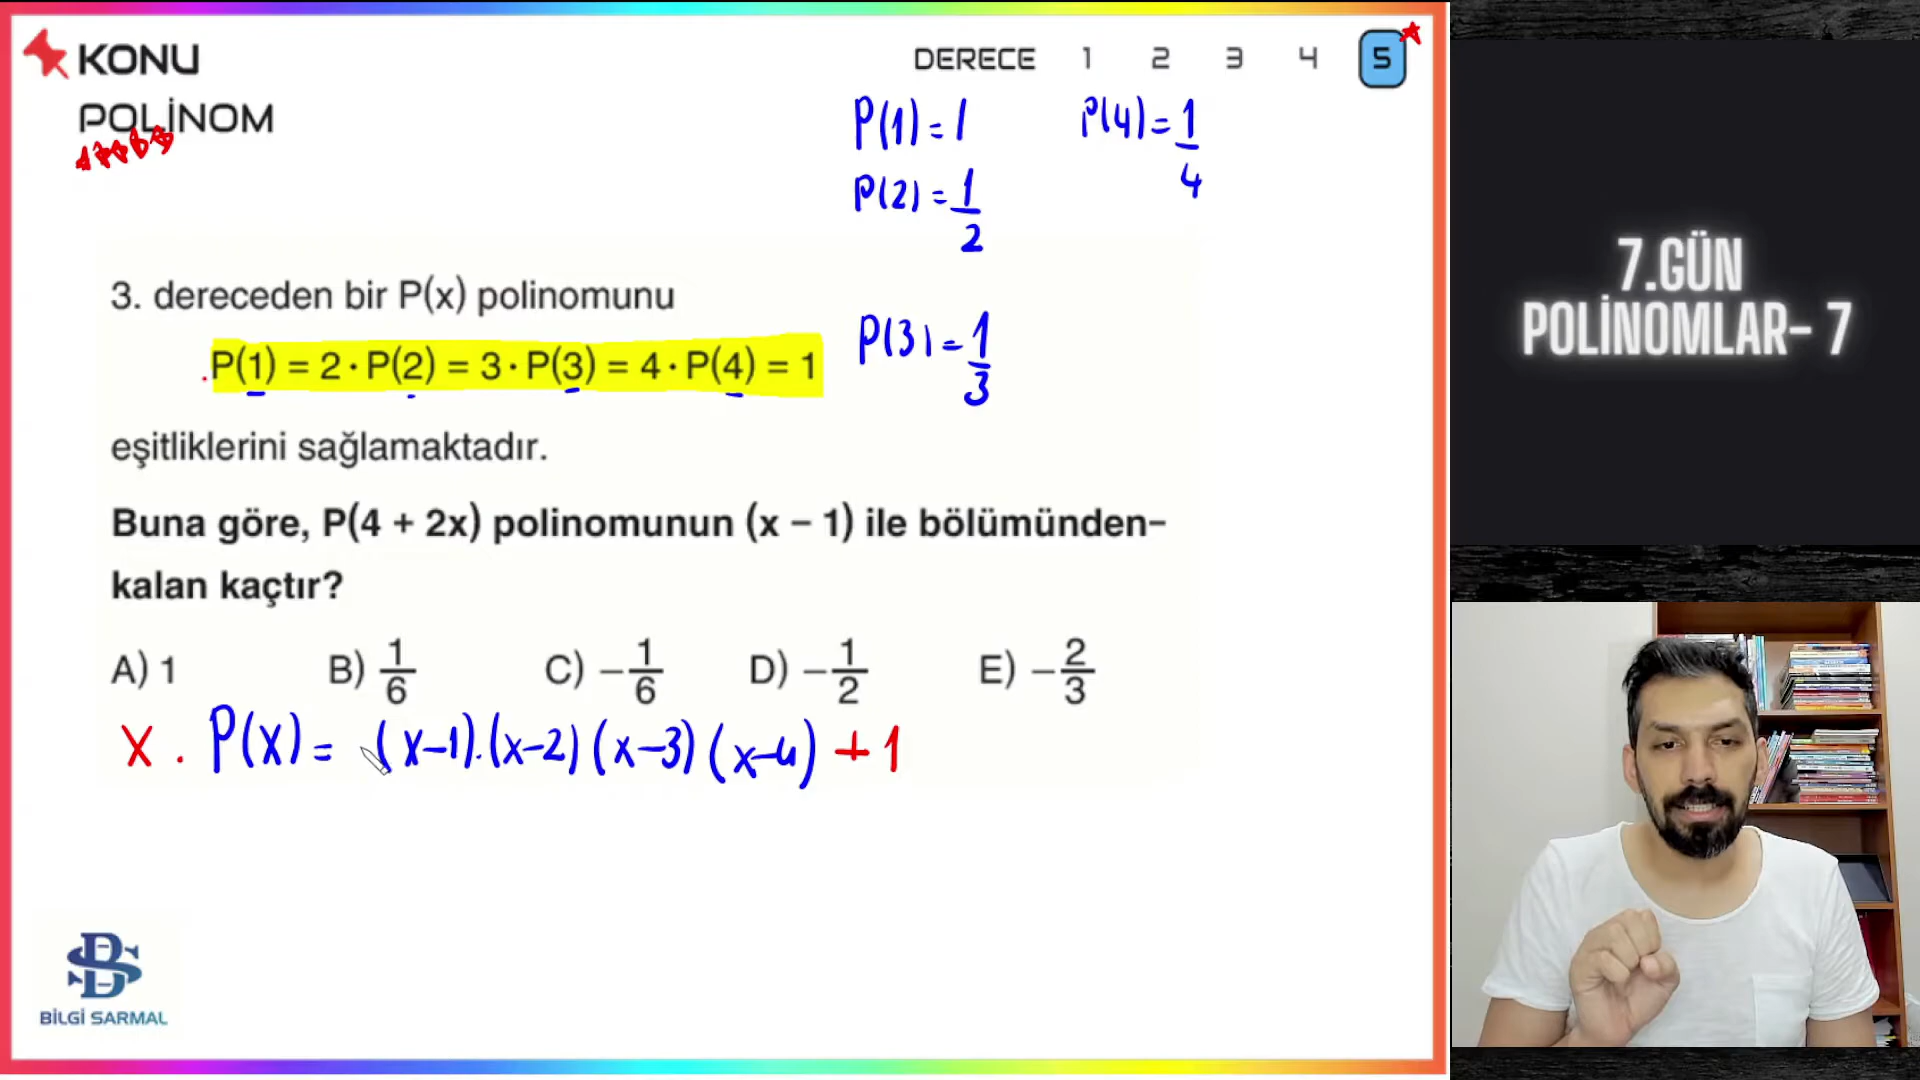 KONU
POLİNOM
DERECE 1 2 3 4 5
P(1) = 1
P(2) = 1/2
P(3) = 1/3
P(4) = 1/4
3. dereceden bir P(x) polinomunu
P(1) = 2 · P(2) = 3 · P(3) = 4 · P(4) = 1
eşitliklerini sağlamaktadır.
Buna göre, P(4 + 2x) polinomunun (x – 1) ile bölümünden-
kalan kaçtır?
A) 1 B) 1/6 C) –1/6 D) –1/2 E) –2/3
x . P(x) = (x–1).(x–2)(x–3)(x–4) + 1
BİLGİ SARMAL
7.GÜN
POLİNOMLAR– 7